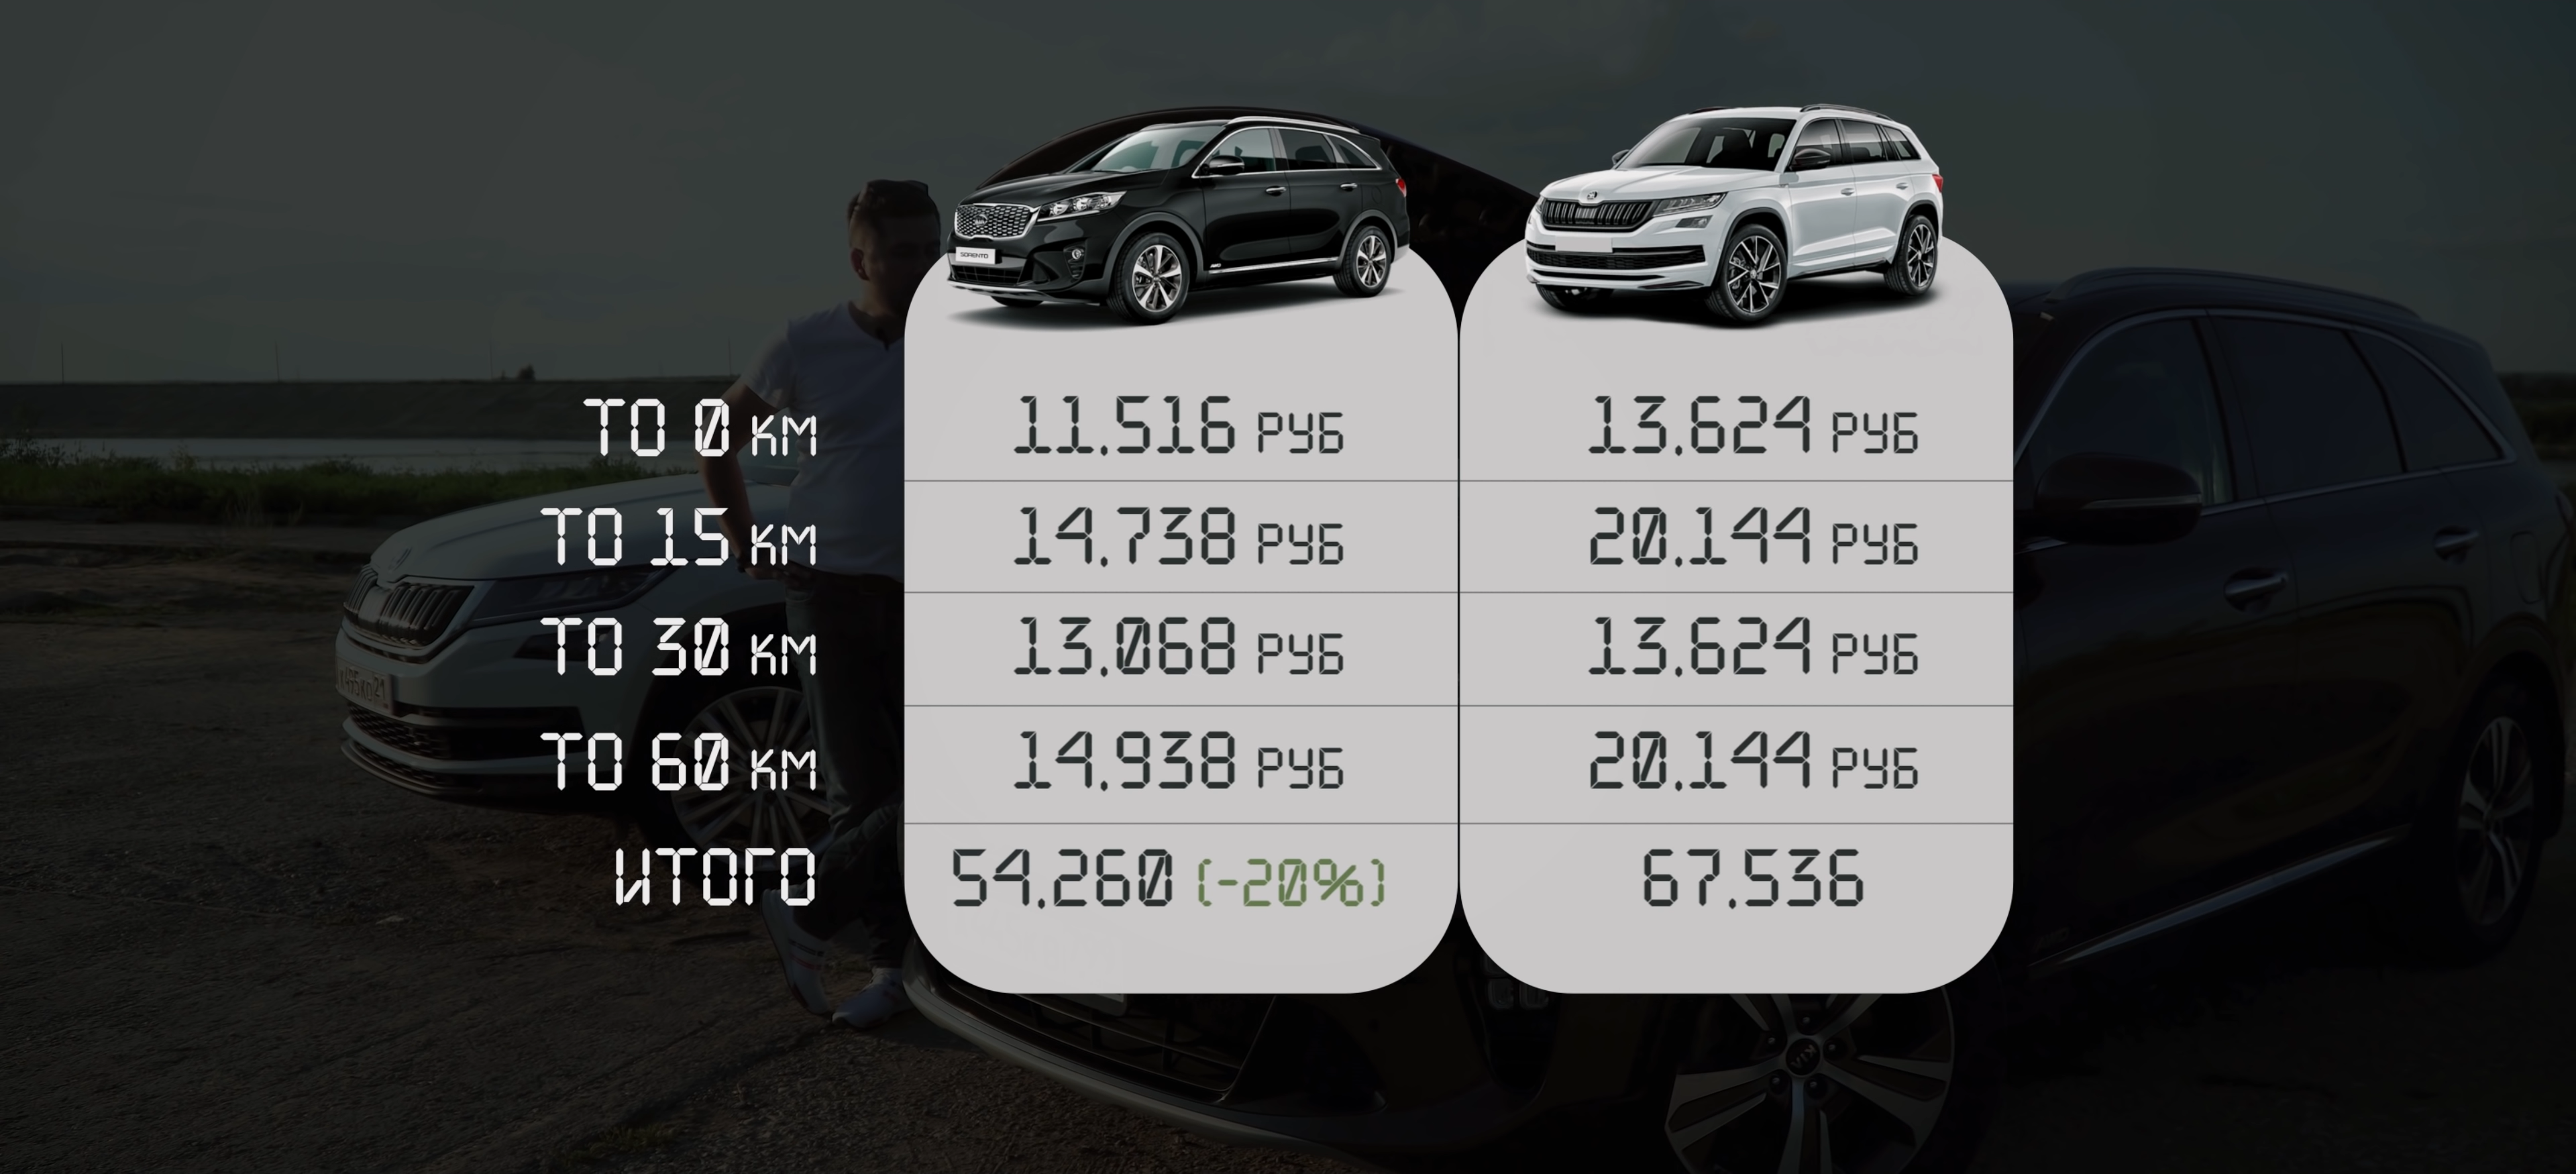 SORENTO
ТО 0 КМ 11.516 РУБ 13.624 РУБ
ТО 15 КМ 14.738 РУБ 20.144 РУБ
ТО 30 КМ 13.068 РУБ 13.624 РУБ
ТО 60 КМ 14.938 РУБ 20.144 РУБ
ИТОГО 54.260 (-20%) 67.536
KIA